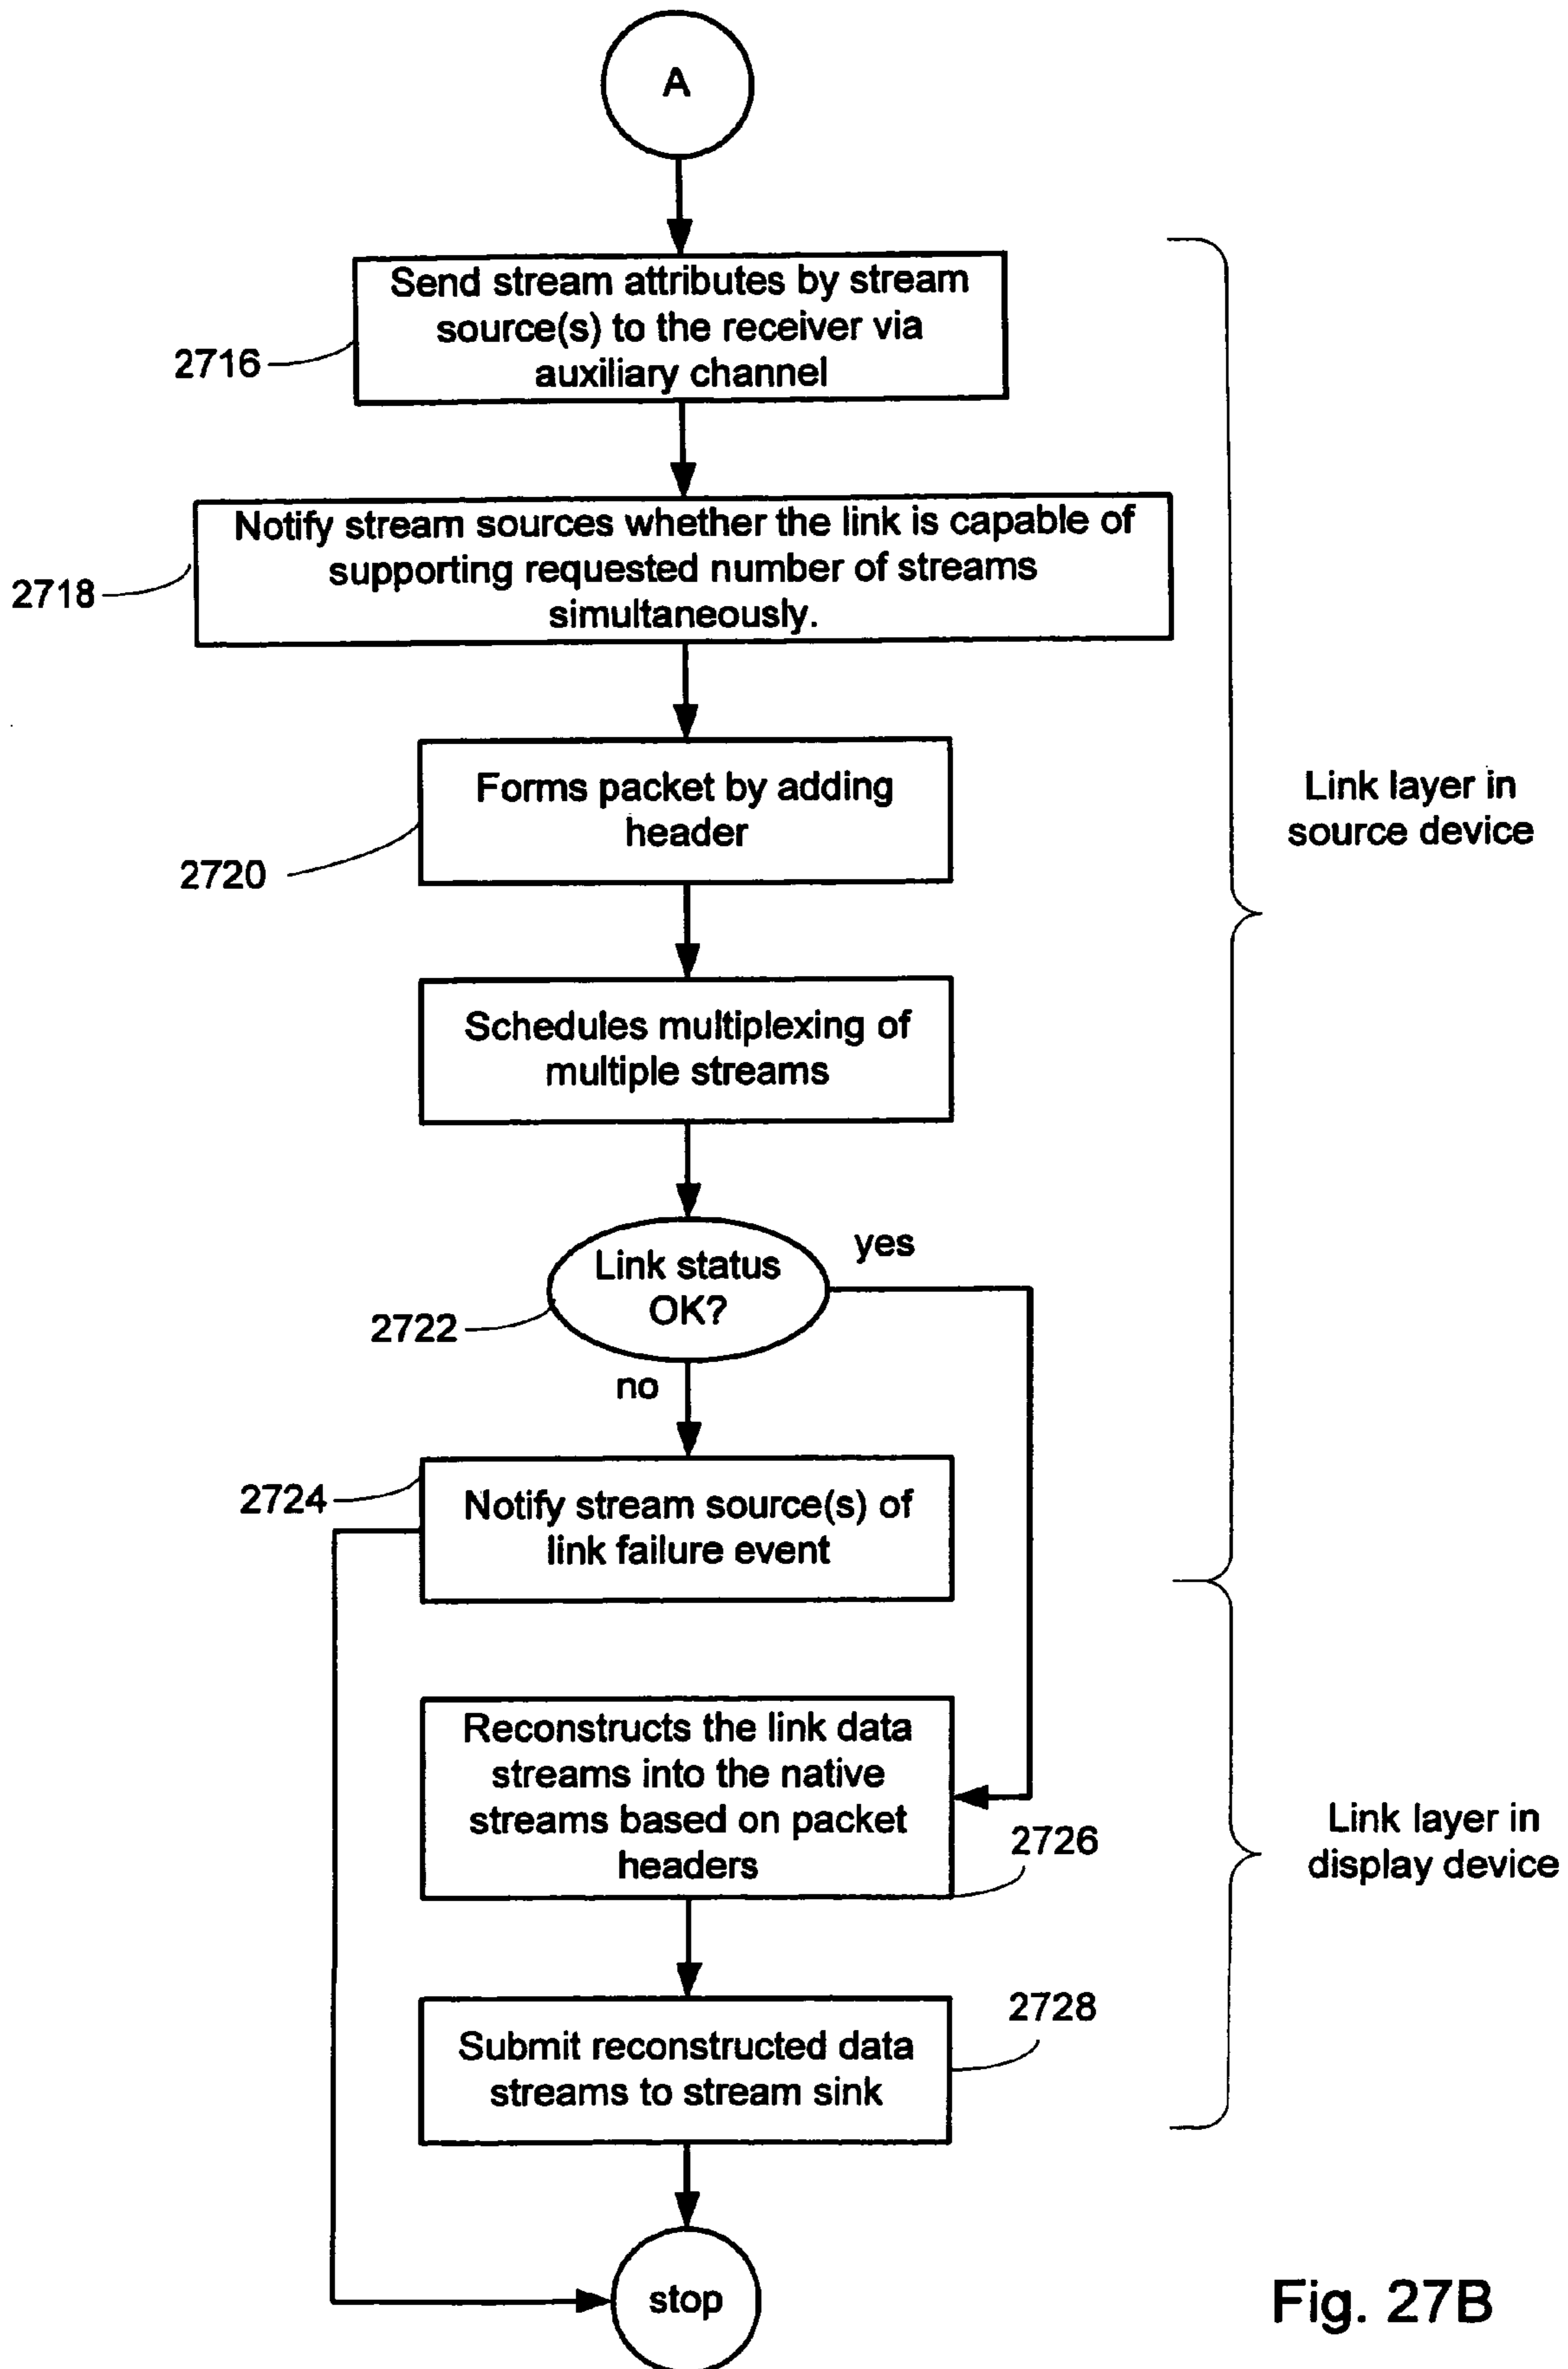 A
Send stream attributes by stream
source(s) to the receiver via
auxiliary channel
2716
Notify stream sources whether the link is capable of
supporting requested number of streams
simultaneously.
2718
Forms packet by adding
header
2720
Link layer in
source device
Schedules multiplexing of
multiple streams
Link status
OK?
yes
2722
no
2724
Notify stream source(s) of
link failure event
Reconstructs the link data
streams into the native
streams based on packet
headers
2726
Link layer in
display device
2728
Submit reconstructed data
streams to stream sink
stop
Fig. 27B